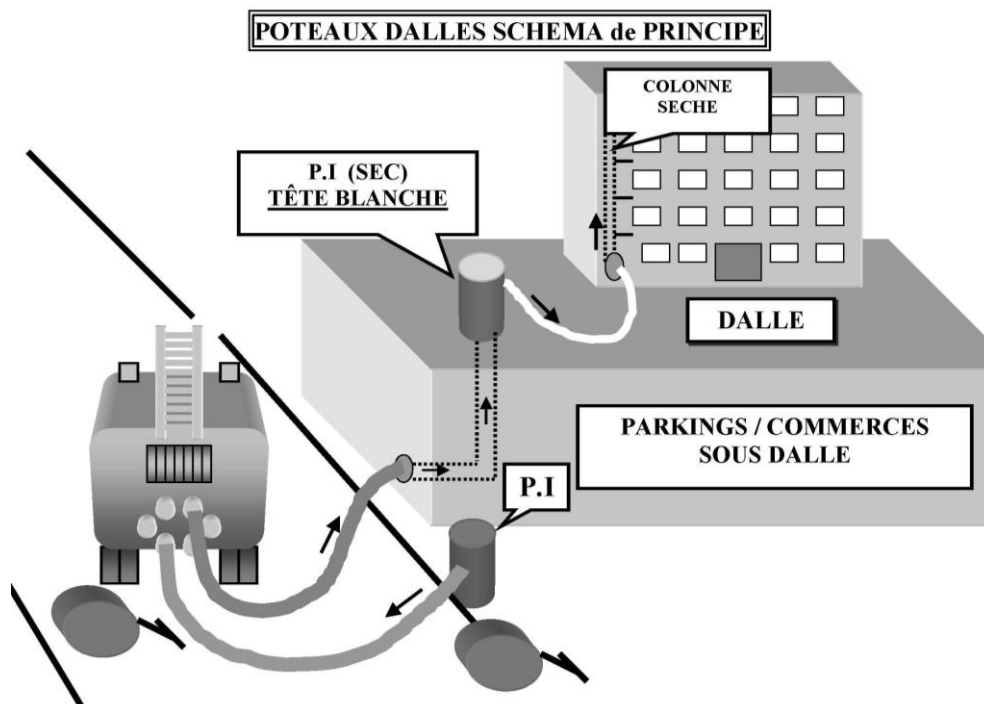 POTEAUX DALLES SCHEMA de PRINCIPE
COLONNE
SECHE
P.I (SEC)
TÊTE BLANCHE
DALLE
PARKINGS / COMMERCES
SOUS DALLE
P.I